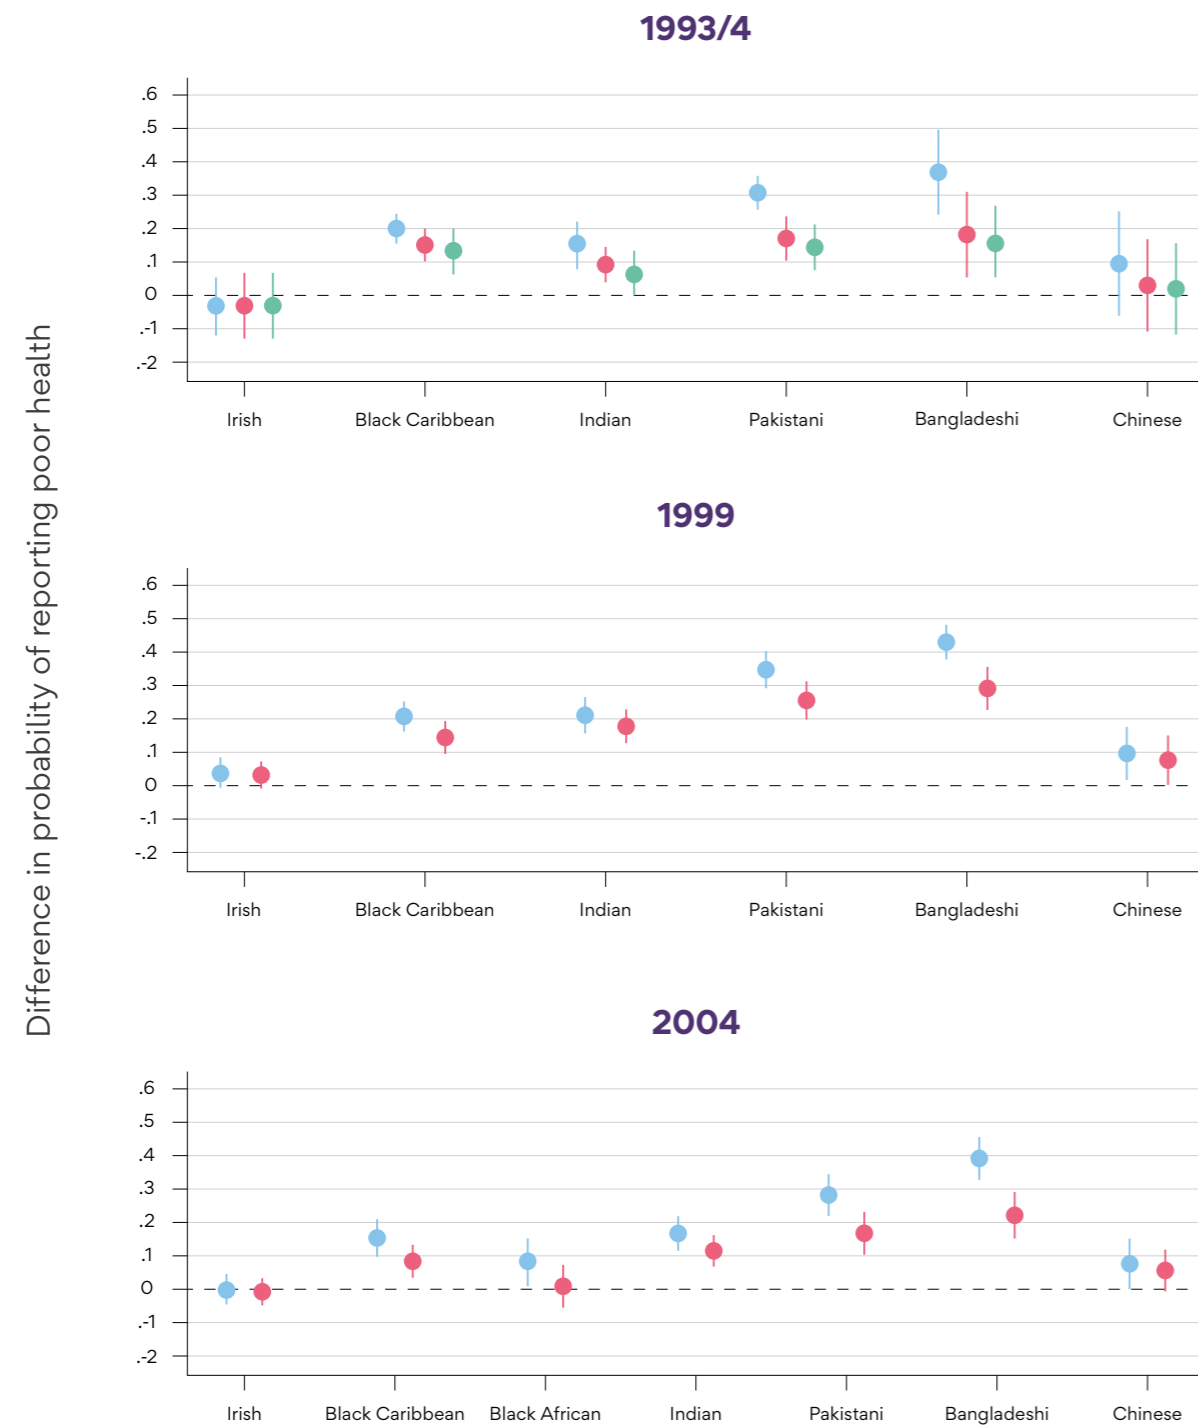 Difference in probability of reporting poor health
1993/4
.6
.5
.4
.3
.2
.1
0
.-1
.-2
Irish
Black Caribbean
Indian
Pakistani
Bangladeshi
Chinese
1999
.6
.5
.4
.3
.2
.1
0
-.1
-.2
Irish
Black Caribbean
Indian
Pakistani
Bangladeshi
Chinese
2004
.6
.5
.4
.3
.2
.1
0
.-1
.-2
Irish
Black Caribbean
Black African
Indian
Pakistani
Bangladeshi
Chinese